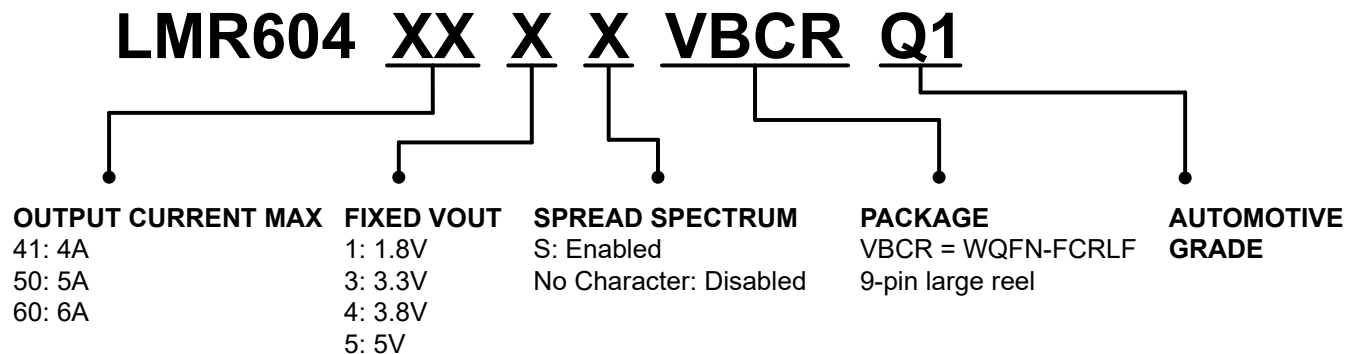 LMR604 XX X X VBCR Q1
OUTPUT CURRENT MAX
41: 4A
50: 5A
60: 6A
FIXED VOUT
1: 1.8V
3: 3.3V
4: 3.8V
5: 5V
SPREAD SPECTRUM
S: Enabled
No Character: Disabled
PACKAGE
VBCR = WQFN-FCRLF
9-pin large reel
AUTOMOTIVE
GRADE